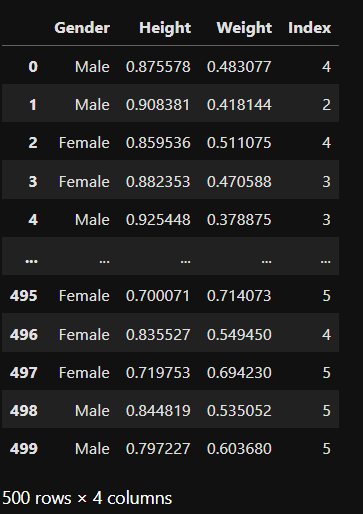 Gender Height Weight Index
0 Male 0.875578 0.483077 4
1 Male 0.908381 0.418144 2
2 Female 0.859536 0.511075 4
3 Female 0.882353 0.470588 3
4 Male 0.925448 0.378875 3
... ... ... ... ...
495 Female 0.700071 0.714073 5
496 Female 0.835527 0.549450 4
497 Female 0.719753 0.694230 5
498 Male 0.844819 0.535052 5
499 Male 0.797227 0.603680 5
500 rows × 4 columns